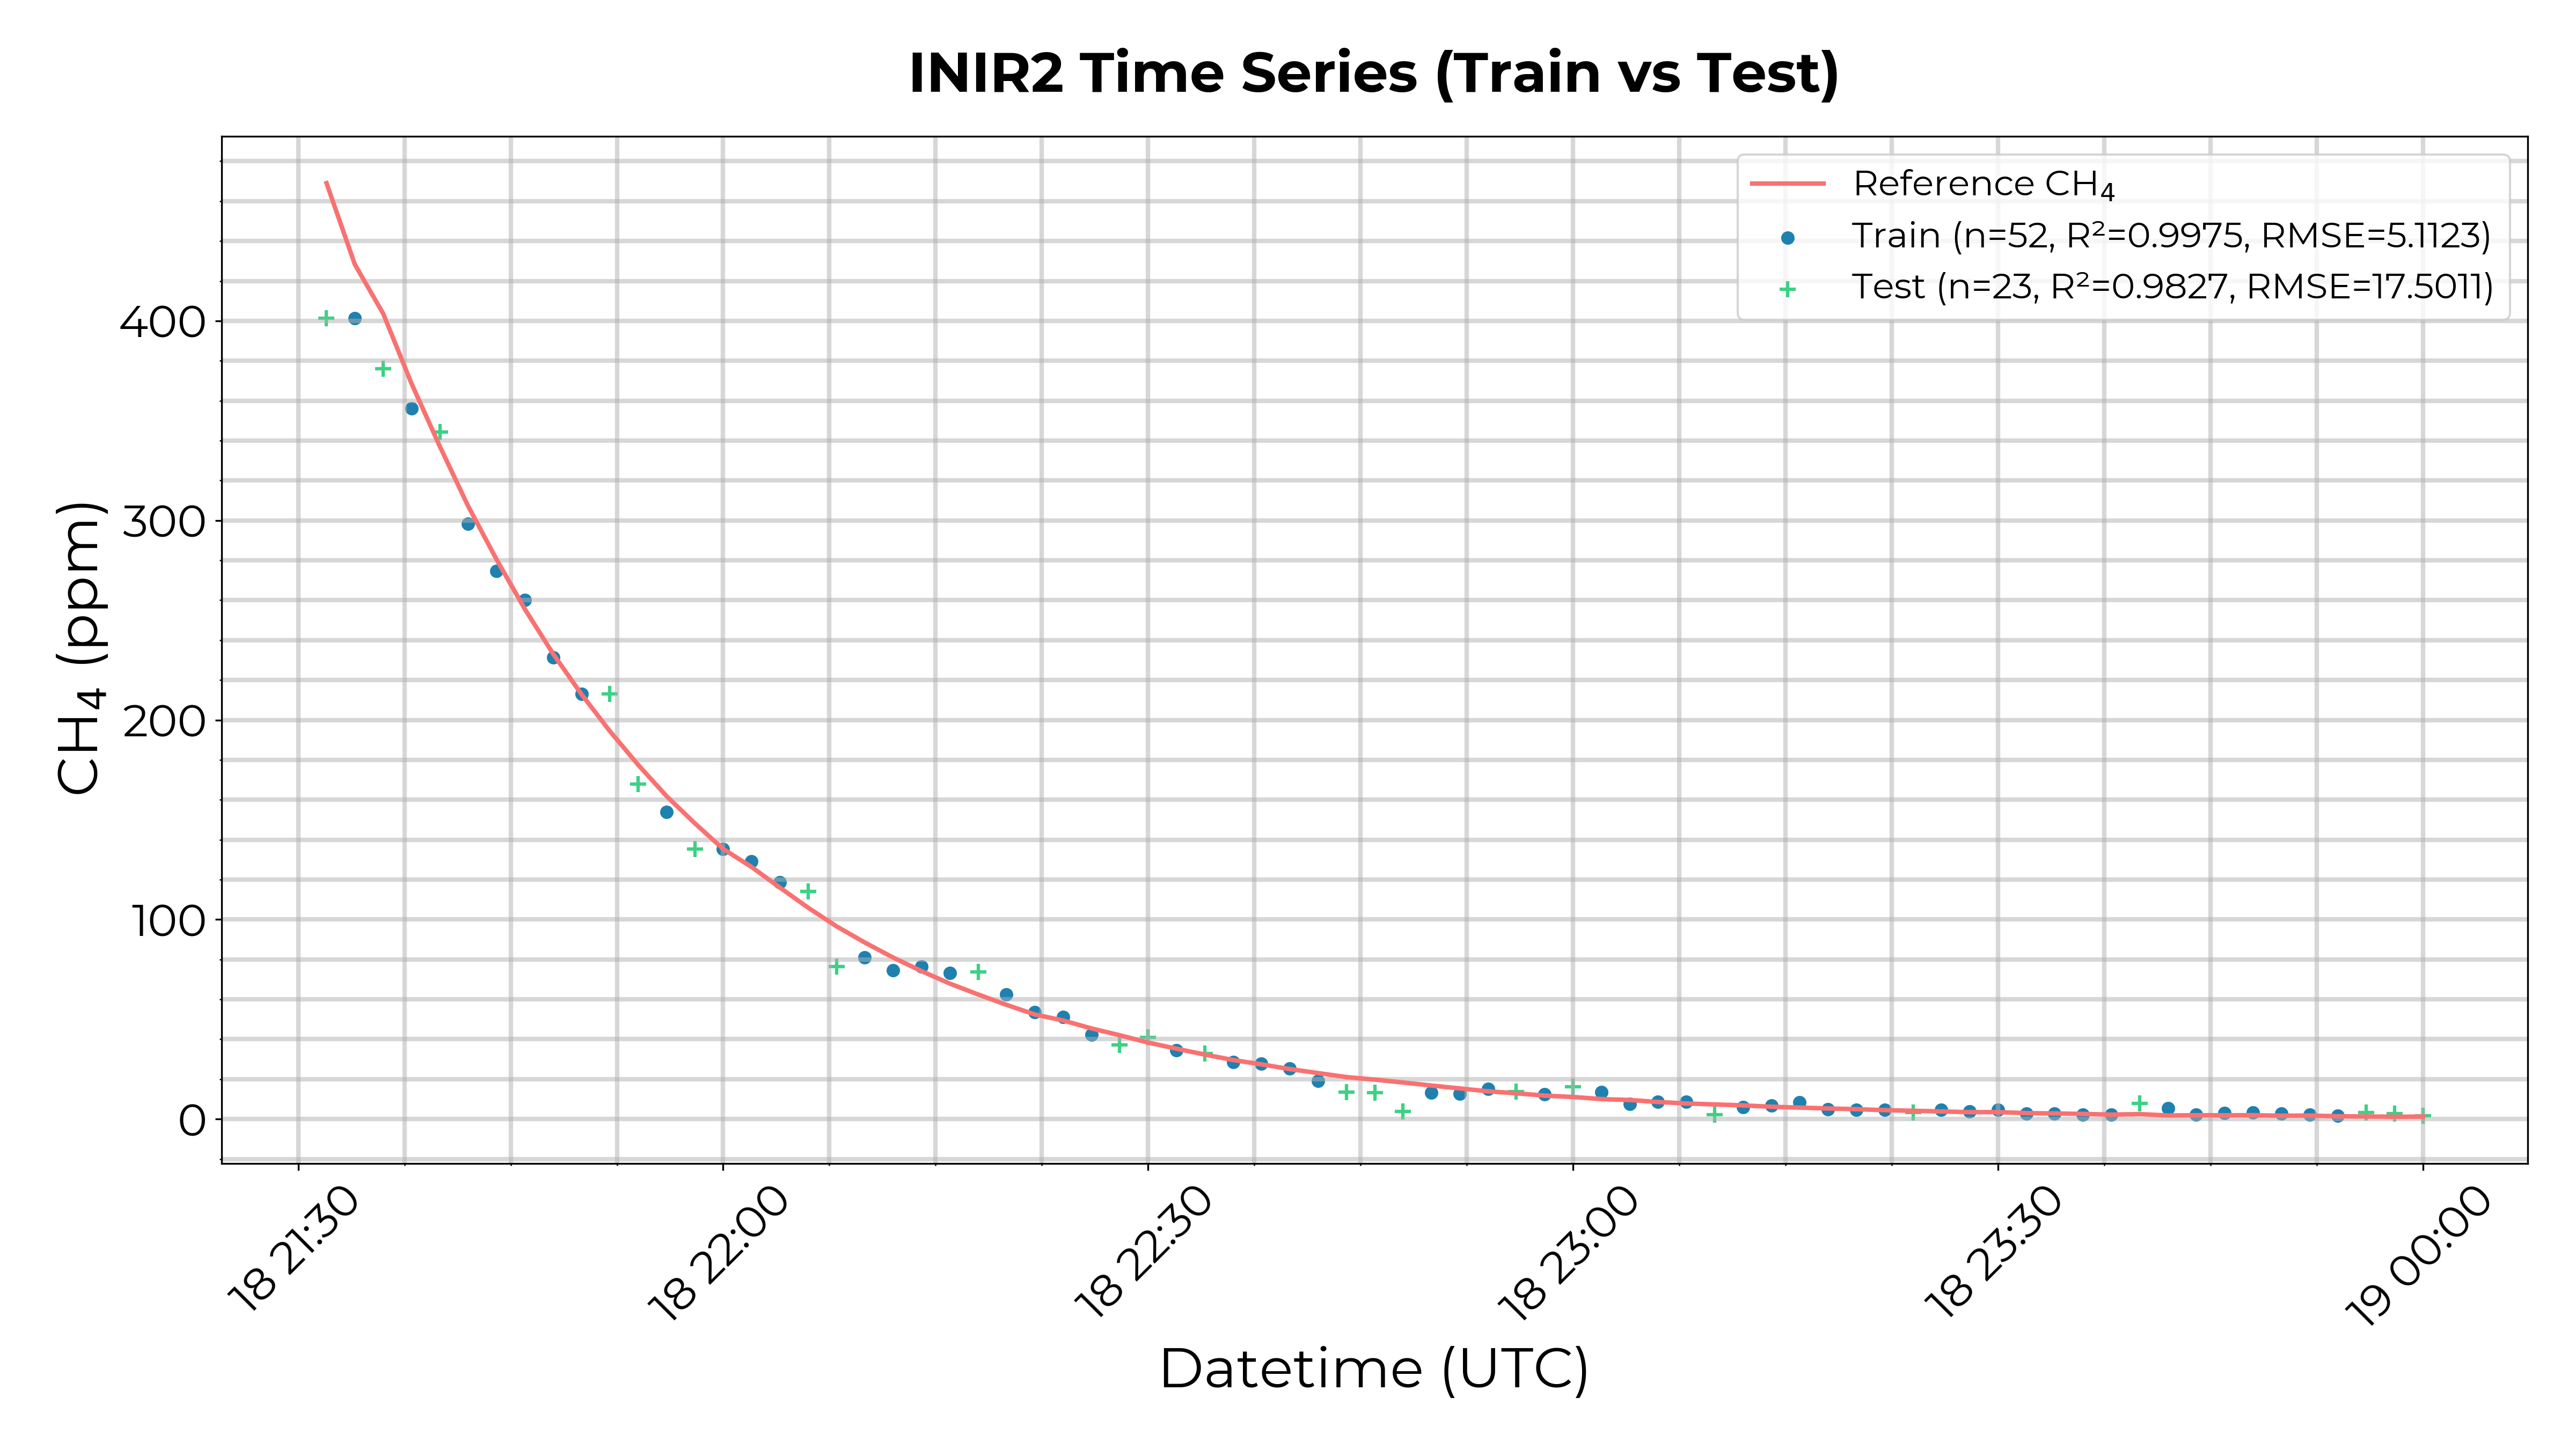 INIR2 Time Series (Train vs Test)
Reference CH₄
Train (n=52, R²=0.9975, RMSE=5.1123)
Test (n=23, R²=0.9827, RMSE=17.5011)
CH₄ (ppm)
400
300
200
100
0
18 21:30
18 22:00
18 22:30
18 23:00
18 23:30
19 00:00
Datetime (UTC)